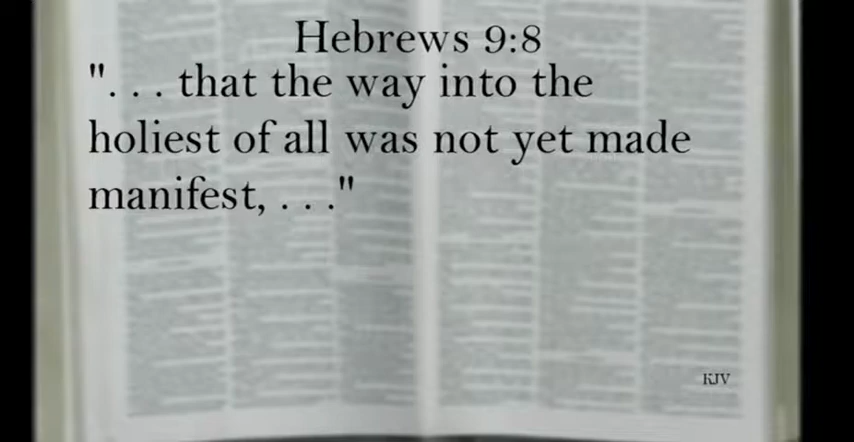 Hebrews 9:8
". . . that the way into the
holiest of all was not yet made
manifest, . . ."
KJV